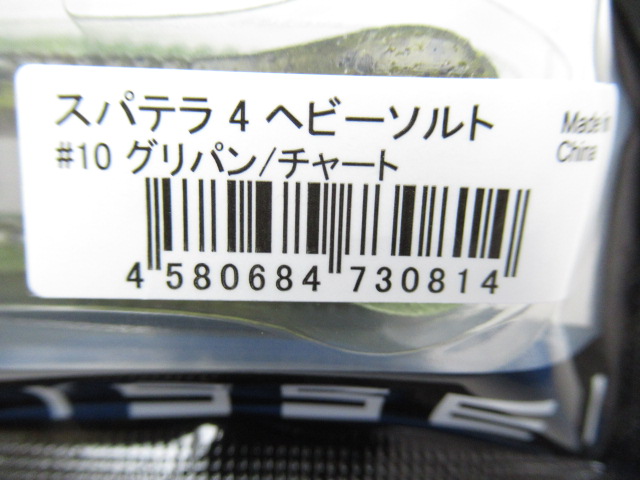 スパテラ 4 ヘビーソルト
#10 グリパン/チャート
Made in
China
4 580684 730814